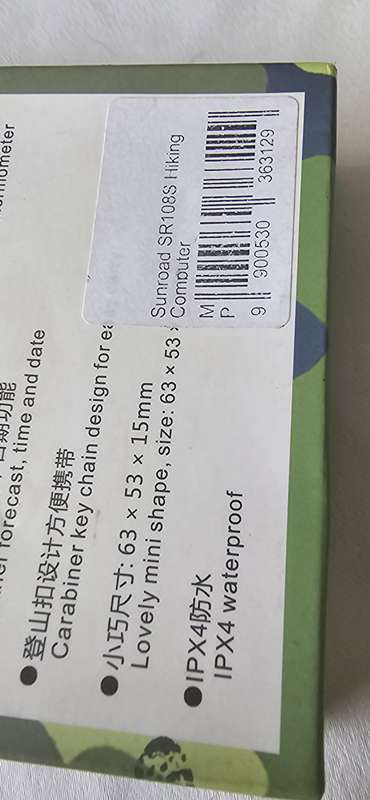 Sunroad SR108S Hiking
Computer
M
P
9 900530 363129
forecast, time and date
●登山扣设计方便携带
Carabiner key chain design for
●小巧尺寸: 63 × 53 × 15mm
Lovely mini shape, size: 63 × 53
●IPX4防水
IPX4 waterproof